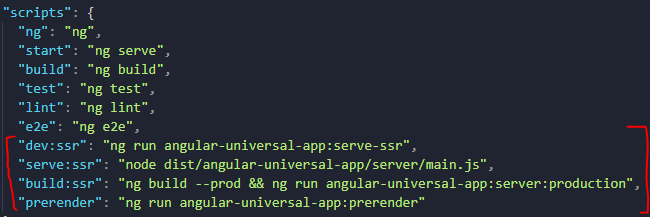 "scripts": {
"ng": "ng",
"start": "ng serve",
"build": "ng build",
"test": "ng test",
"lint": "ng lint",
"e2e": "ng e2e",
"dev:ssr": "ng run angular-universal-app:serve-ssr",
"serve:ssr": "node dist/angular-universal-app/server/main.js",
"build:ssr": "ng build --prod && ng run angular-universal-app:server:production",
"prerender": "ng run angular-universal-app:prerender"